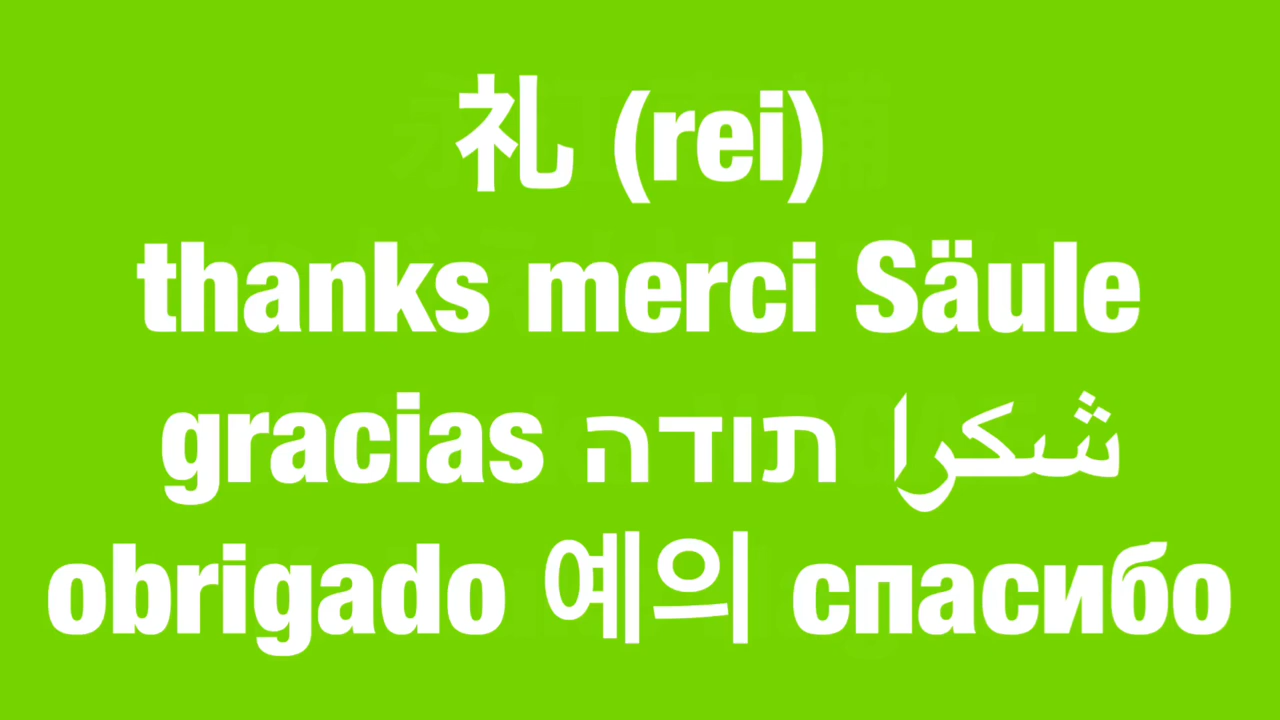 礼 (rei)
thanks merci Säule
gracias תודה شكرا
obrigado 예의 спасибо